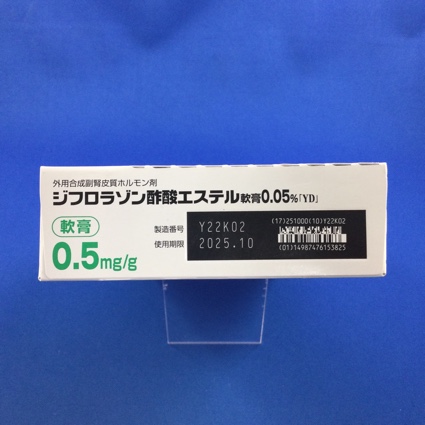 外用合成副腎皮質ホルモン剤
ジフロラゾン酢酸エステル軟膏0.05%「YD」
軟膏
0.5mg/g
製造番号 Y22K02
使用期限 2025.10
(17)251000(10)Y22K02
(01)14987476153825